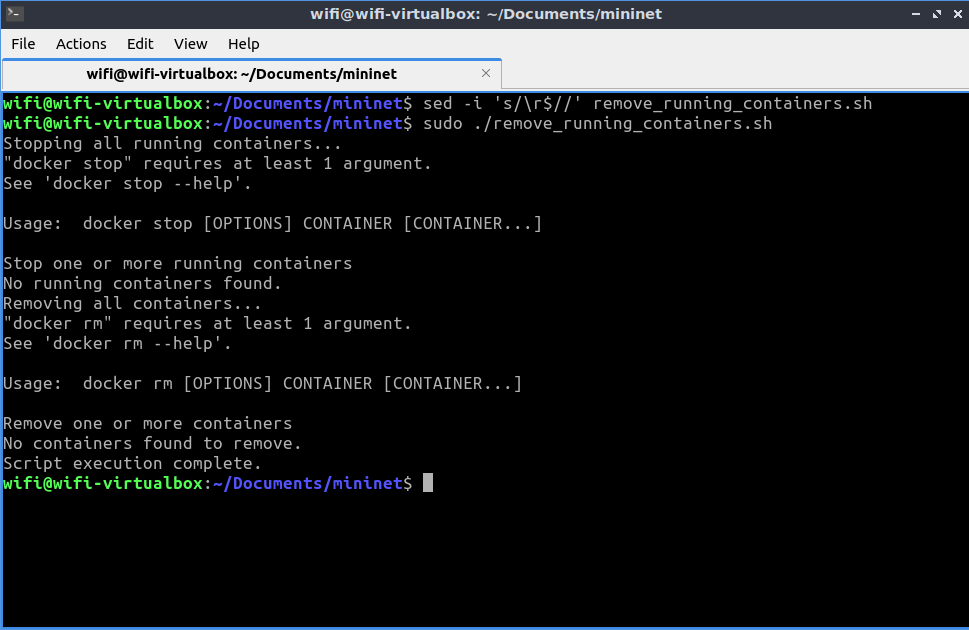 wifi@wifi-virtualbox: ~/Documents/mininet
File Actions Edit View Help
wifi@wifi-virtualbox: ~/Documents/mininet
wifi@wifi-virtualbox:~/Documents/mininet$ sed -i 's/\r$//' remove_running_containers.sh
wifi@wifi-virtualbox:~/Documents/mininet$ sudo ./remove_running_containers.sh
Stopping all running containers...
"docker stop" requires at least 1 argument.
See 'docker stop --help'.
Usage:  docker stop [OPTIONS] CONTAINER [CONTAINER...]
Stop one or more running containers
No running containers found.
Removing all containers...
"docker rm" requires at least 1 argument.
See 'docker rm --help'.
Usage:  docker rm [OPTIONS] CONTAINER [CONTAINER...]
Remove one or more containers
No containers found to remove.
Script execution complete.
wifi@wifi-virtualbox:~/Documents/mininet$